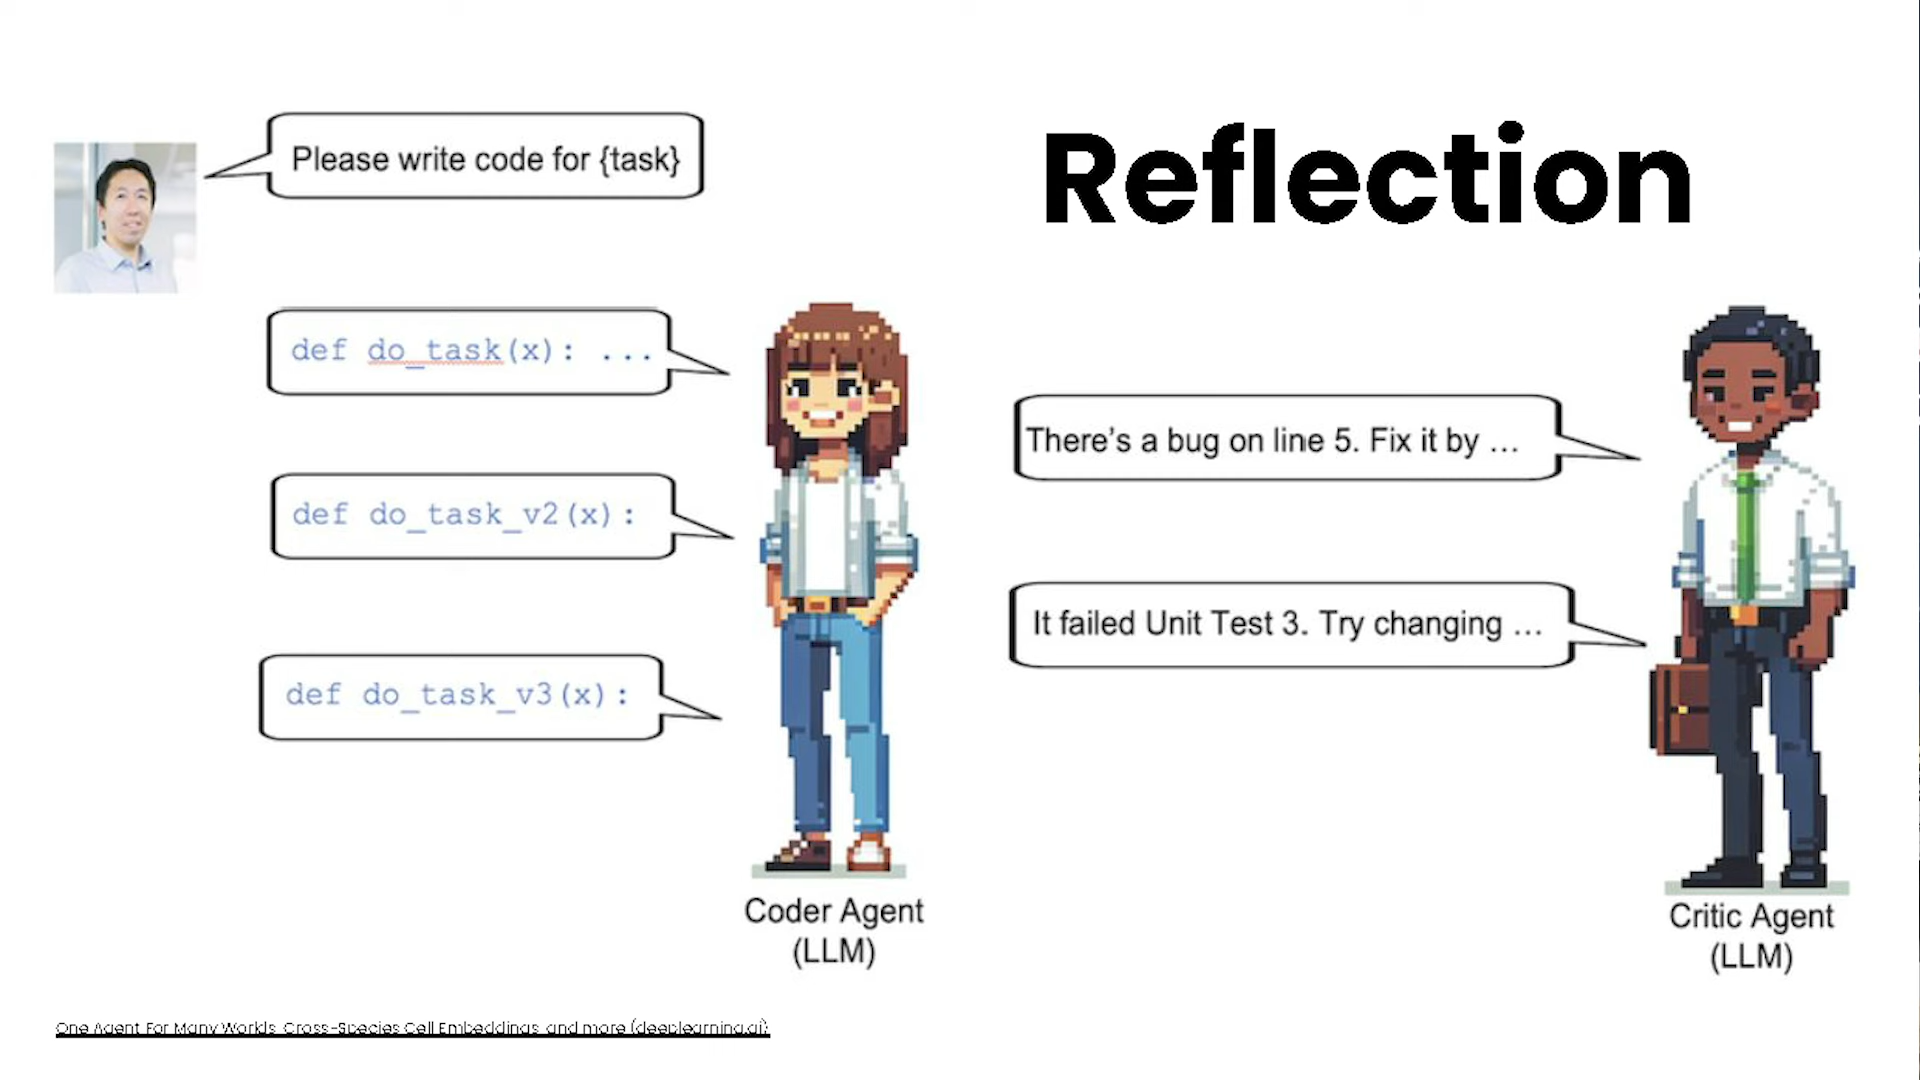 Reflection
Please write code for {task}
def do_task(x): ...
There's a bug on line 5. Fix it by ...
def do_task_v2(x):
It failed Unit Test 3. Try changing ...
def do_task_v3(x):
Coder Agent
(LLM)
Critic Agent
(LLM)
One Agent For Many Worlds, Cross-Species Cell Embeddings, and more (deeplearning.ai)